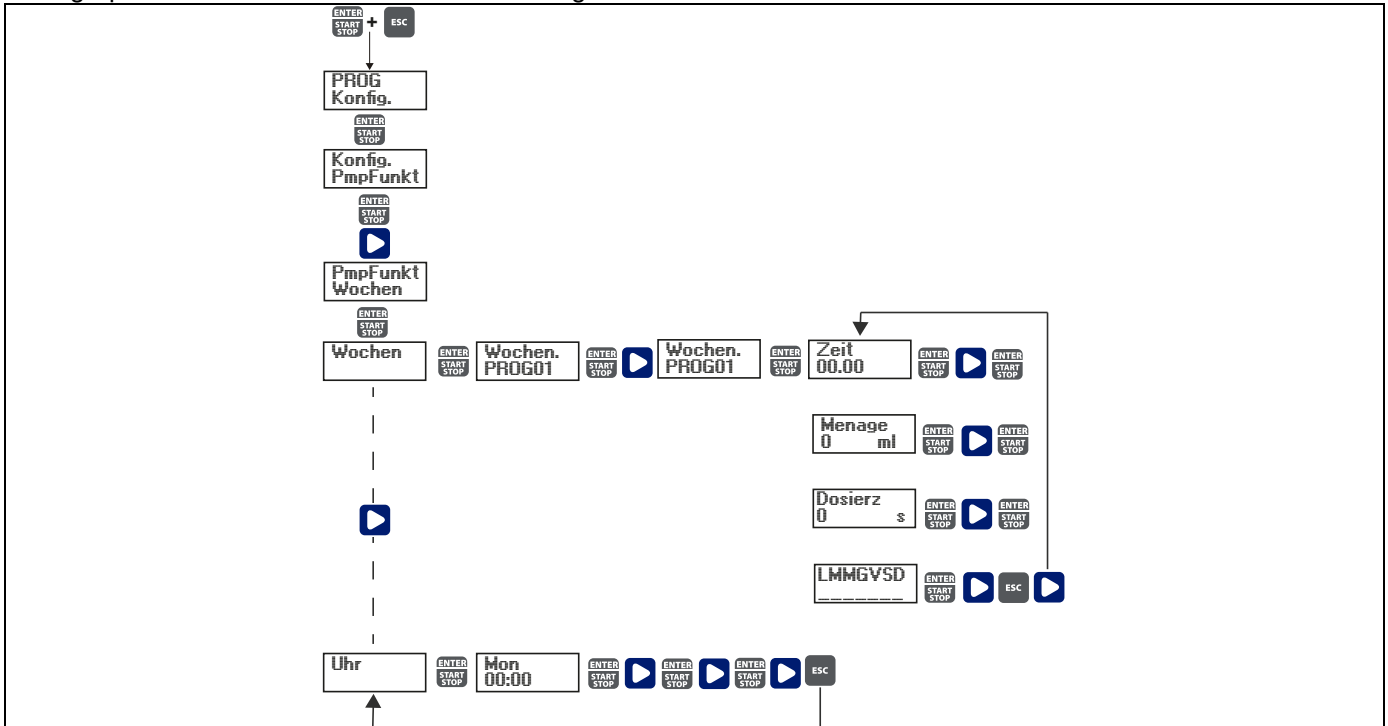 ENTER
START
STOP
+
ESC
PROG
Konfig.
ENTER
START
STOP
Konfig.
PmpFunkt
ENTER
START
STOP
PmpFunkt
Wochen
ENTER
START
STOP
Wochen
ENTER
START
STOP
Wochen.
PROG01
ENTER
START
STOP
Wochen.
PROG01
ENTER
START
STOP
Zeit
00.00
ENTER
START
STOP
ENTER
START
STOP
Menage
0 ml
ENTER
START
STOP
ENTER
START
STOP
Dosierz
0 s
ENTER
START
STOP
ENTER
START
STOP
LMMGVSD
_______
ENTER
START
STOP
ESC
Uhr
ENTER
START
STOP
Mon
00:00
ENTER
START
STOP
ENTER
START
STOP
ENTER
START
STOP
ESC